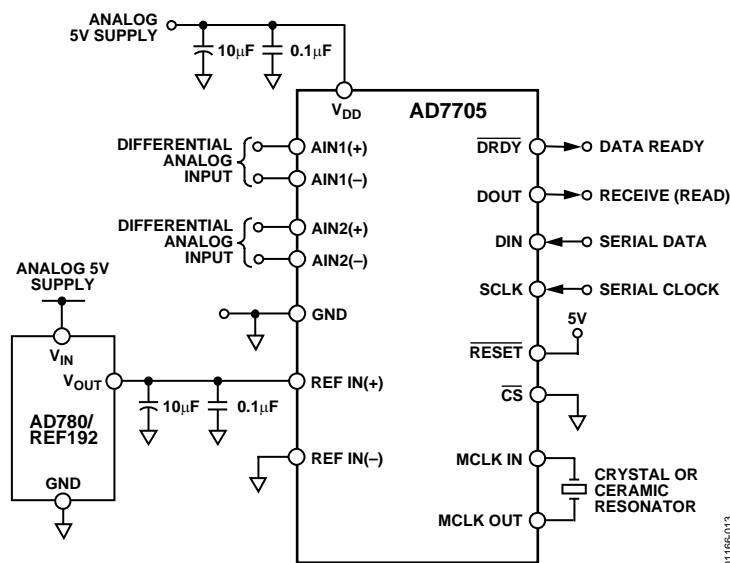 ANALOG
5V SUPPLY
10µF
0.1µF
VDD
AD7705
DIFFERENTIAL
ANALOG
INPUT
AIN1(+)
AIN1(–)
DIFFERENTIAL
ANALOG
INPUT
AIN2(+)
AIN2(–)
ANALOG 5V
SUPPLY
GND
VIN
VOUT
AD780/
REF192
GND
10µF
0.1µF
REF IN(+)
REF IN(–)
DRDY
DATA READY
DOUT
RECEIVE (READ)
DIN
SERIAL DATA
SCLK
SERIAL CLOCK
5V
RESET
CS
MCLK IN
CRYSTAL OR
CERAMIC
RESONATOR
MCLK OUT
01166-013